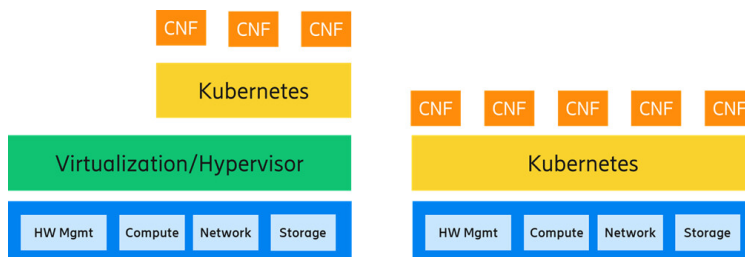 CNF CNF CNF
Kubernetes
Virtualization/Hypervisor
HW Mgmt Compute Network Storage
CNF CNF CNF CNF CNF
Kubernetes
HW Mgmt Compute Network Storage